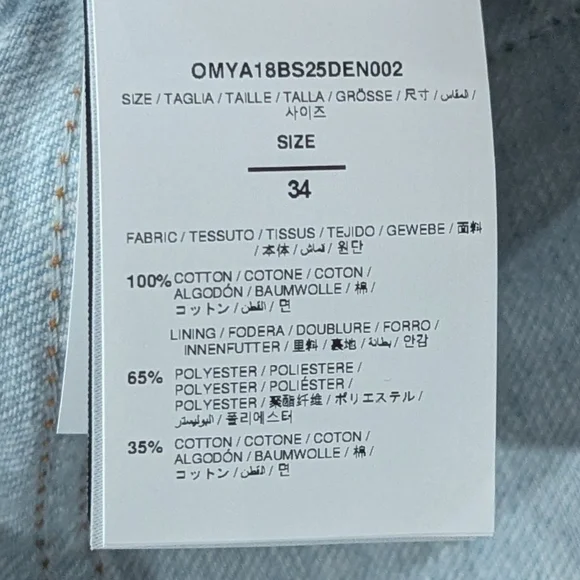 OMYA18BS25DEN002
SIZE / TAGLIA / TAILLE / TALLA / GRÖSSE / 尺寸 / المقاس /
사이즈
SIZE
34
FABRIC / TESSUTO / TISSUS / TEJIDO / GEWEBE / 面料
/ 本体 / قماش / 원단
100% COTTON / COTONE / COTON /
ALGODÓN / BAUMWOLLE / 棉 /
コットン / القطن / 면
LINING / FODERA / DOUBLURE / FORRO /
INNENFUTTER / 里料 / 裏地 / بطانة / 안감
65% POLYESTER / POLIESTERE /
POLYESTER / POLIÉSTER /
POLYESTER / 聚酯纤维 / ポリエステル /
البوليستر / 폴리에스터
35% COTTON / COTONE / COTON /
ALGODÓN / BAUMWOLLE / 棉 /
コットン / القطن / 면